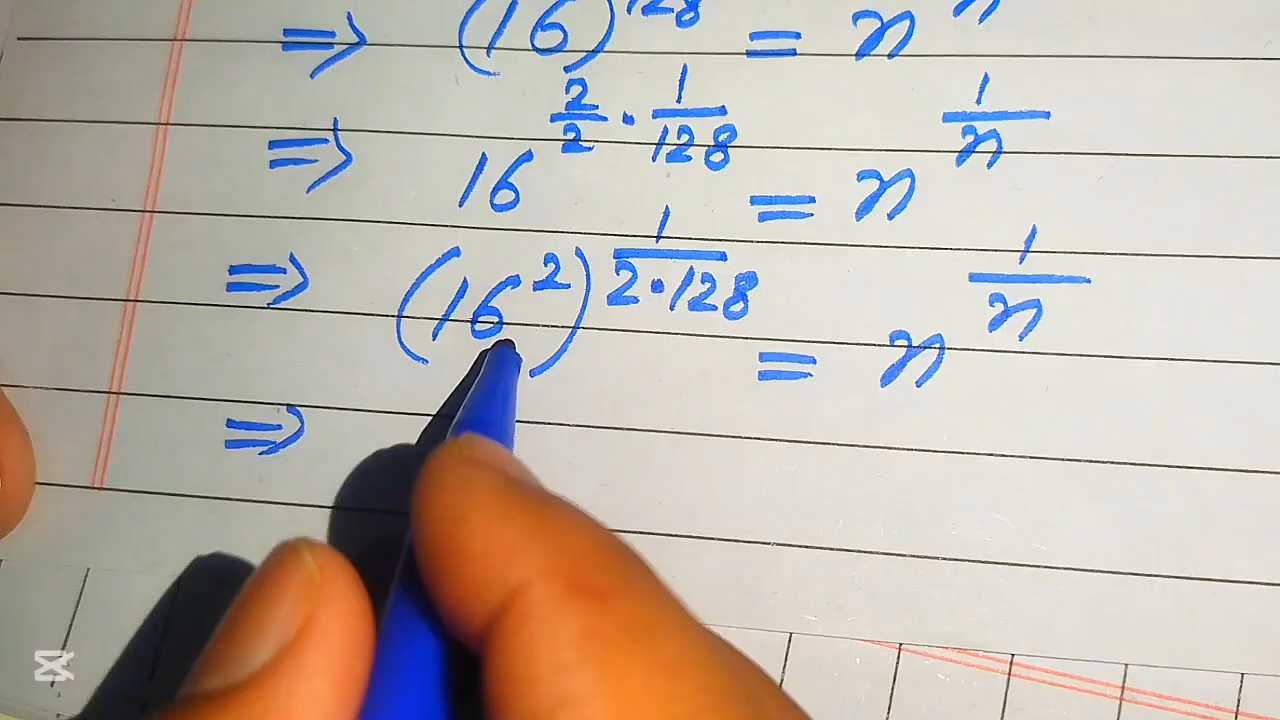 ⇒ (16)^128 = x^x
⇒ 16^(2/2 · 1/128) = x^(1/x)
⇒ (16^2)^(1/(2·128)) = x^(1/x)
⇒